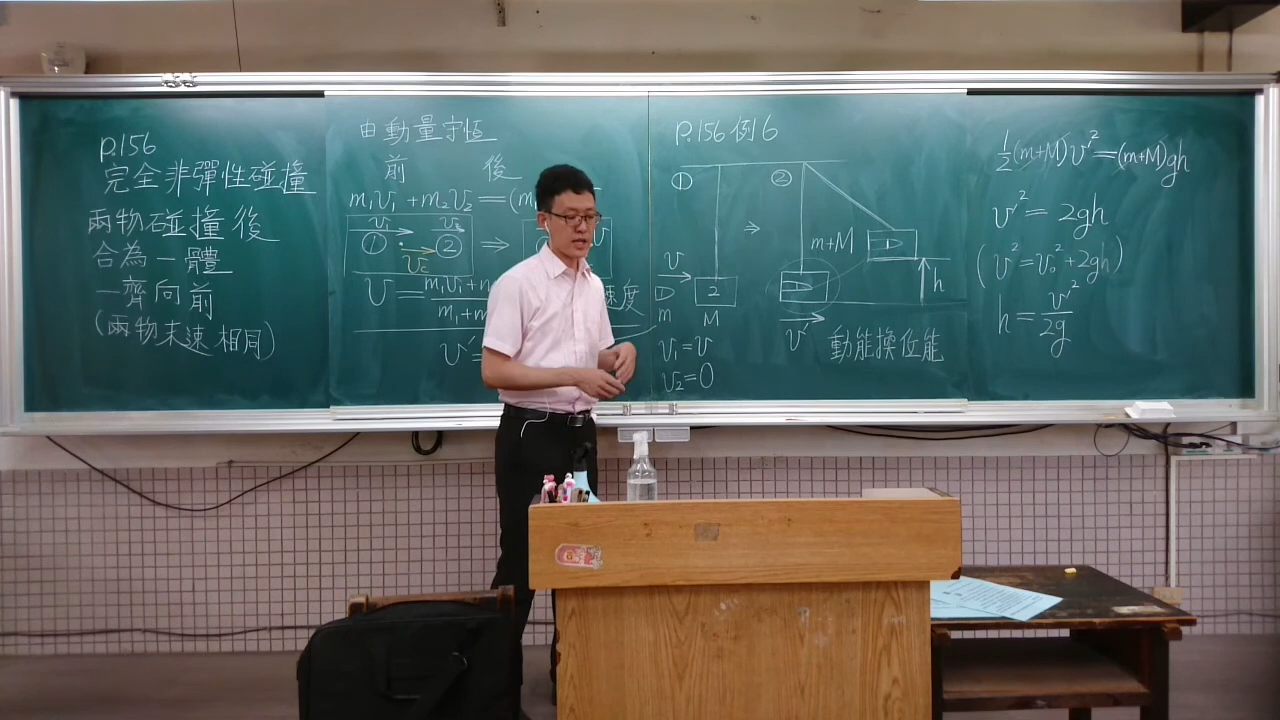 P.156
完全非彈性碰撞
兩物碰撞後
合為一體
一齊向前
(兩物末速相同)
由動量守恆
前 後
m₁v₁ + m₂v₂ = (m
v₁ v₂
① ② ⇒ v
v = m₁v₁+m
m₁+m
速度
v′ =
P.156 例6
① ②
⇒
v
m
2
M
v₁ = v
v₂ = 0
m+M
h
v′
動能換位能
½(m+M)v′² = (m+M)gh
v′² = 2gh
(v² = v₀² + 2gh)
h = v′²/2g